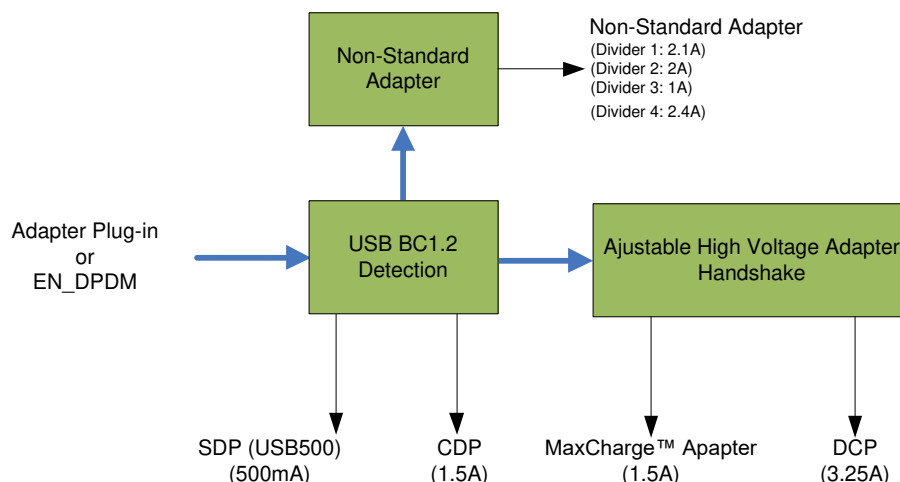 Non-Standard
Adapter
Non-Standard Adapter
(Divider 1: 2.1A)
(Divider 2: 2A)
(Divider 3: 1A)
(Divider 4: 2.4A)
Adapter Plug-in
or
EN_DPDM
USB BC1.2
Detection
Ajustable High Voltage Adapter
Handshake
SDP (USB500)
(500mA)
CDP
(1.5A)
MaxCharge™ Apapter
(1.5A)
DCP
(3.25A)